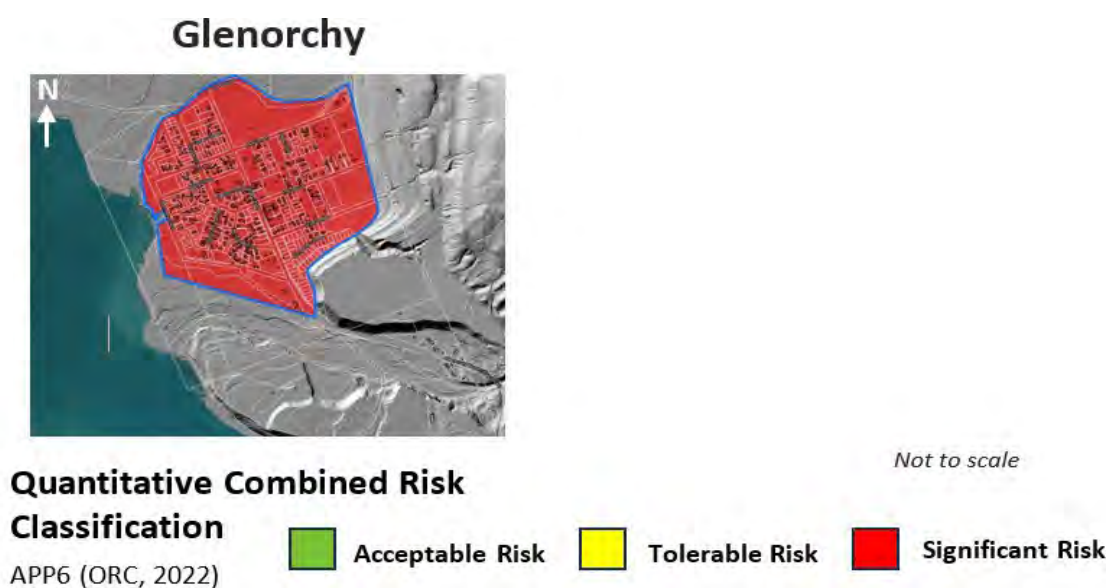 Glenorchy
N
Not to scale
Quantitative Combined Risk
Classification
APP6 (ORC, 2022)
Acceptable Risk
Tolerable Risk
Significant Risk